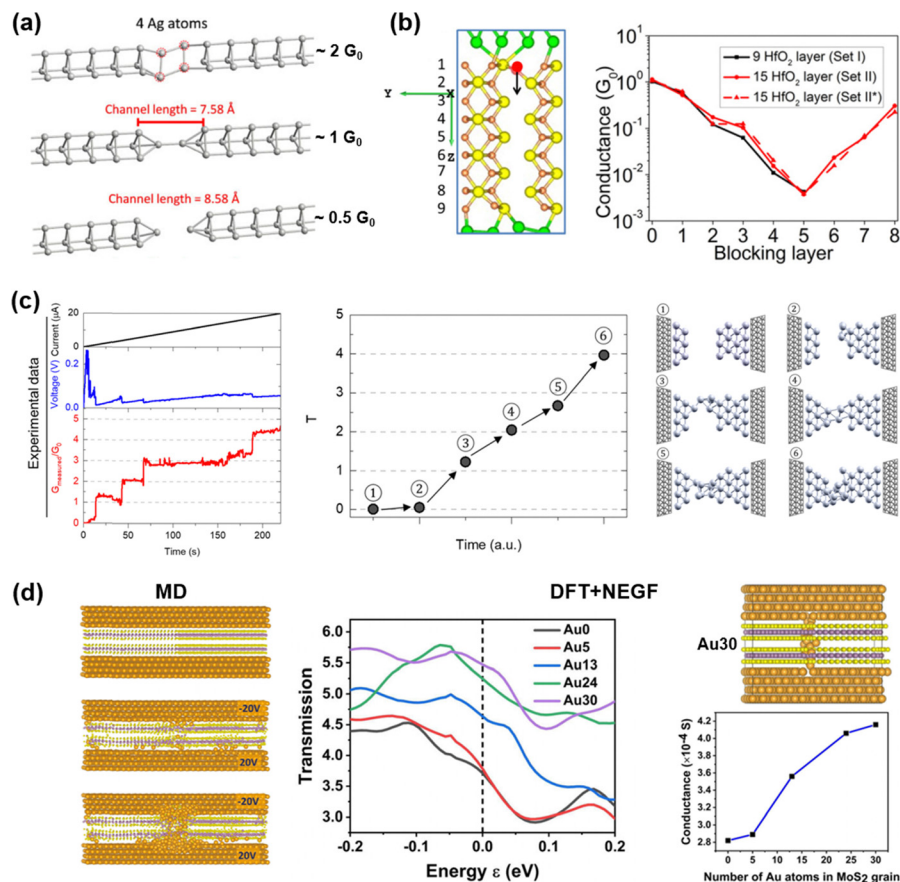 (a)
4 Ag atoms
~ 2 G₀
Channel length = 7.58 Å
~ 1 G₀
Channel length = 8.58 Å
~ 0.5 G₀
(b)
1
2
3
4
5
6
7
8
9
Y
X
Z
Conductance (G₀)
10¹
10⁰
10⁻¹
10⁻²
10⁻³
9 HfO₂ layer (Set I)
15 HfO₂ layer (Set II)
15 HfO₂ layer (Set II*)
0 1 2 3 4 5 6 7 8
Blocking layer
(c)
Experimental data
Current (μA)
20
0
Voltage (V)
0.2
0.0
G measured/G₀
5
4
3
2
1
0
0 50 100 150 200
Time (s)
T
5
4
3
2
1
0
① ② ③ ④ ⑤ ⑥
Time (a.u.)
① ②
③ ④
⑤ ⑥
(d)
MD
-20V
20V
-20V
20V
DFT+NEGF
Transmission
6.0
5.5
5.0
4.5
4.0
3.5
3.0
Au0
Au5
Au13
Au24
Au30
-0.2 -0.1 0.0 0.1 0.2
Energy ε (eV)
Au30
Conductance (×10⁻⁴ S)
4.2
4.0
3.8
3.6
3.4
3.2
3.0
2.8
0 5 10 15 20 25 30
Number of Au atoms in MoS₂ grain